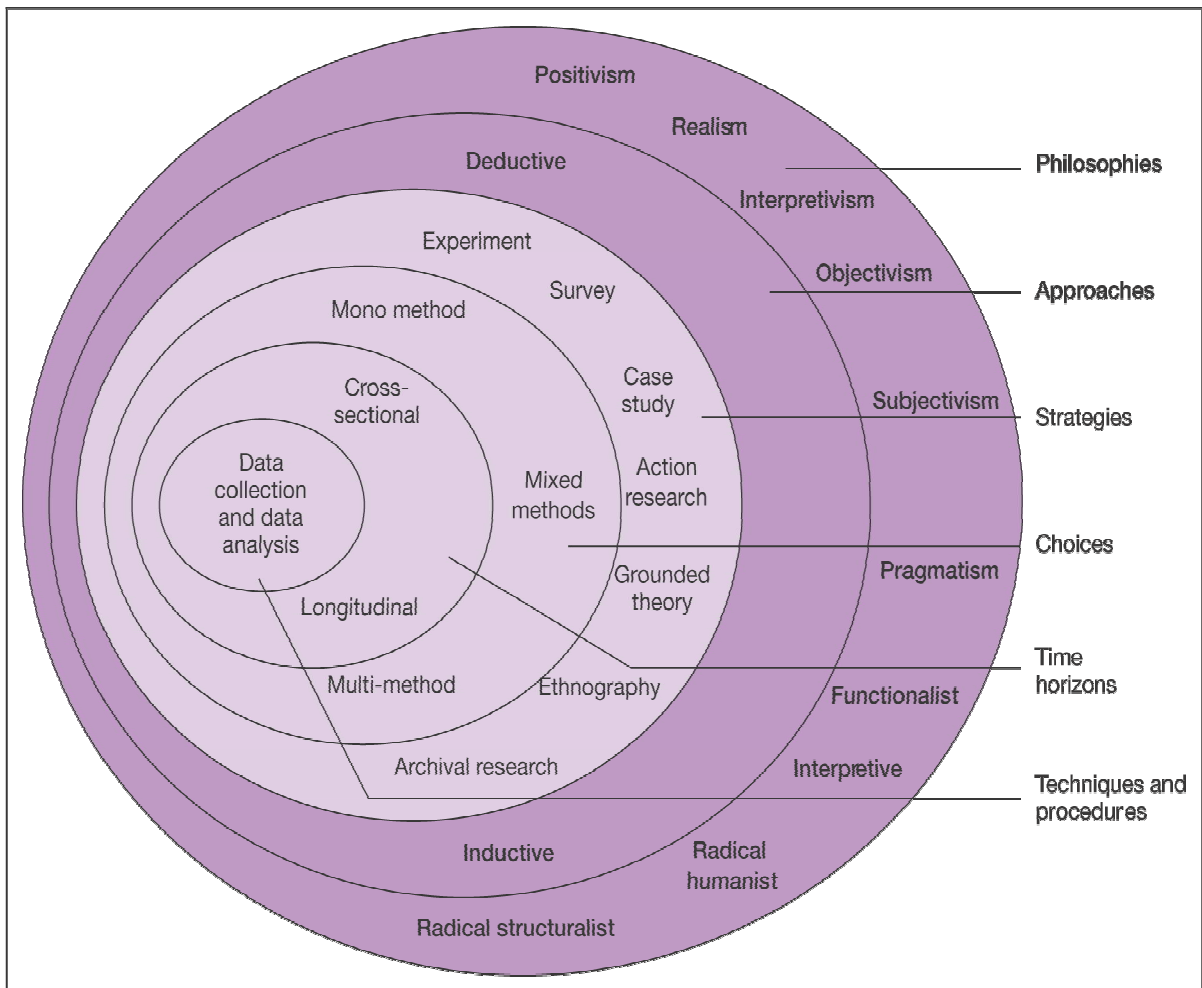 Positivism
Realism
Philosophies
Deductive
Interpretivism
Experiment
Objectivism
Survey
Approaches
Mono method
Case
study
Cross-
sectional
Subjectivism
Strategies
Data
collection
and data
analysis
Mixed
methods
Action
research
Choices
Pragmatism
Grounded
theory
Longitudinal
Time
horizons
Multi-method
Ethnography
Functionalist
Archival research
Interpretive
Techniques and
procedures
Inductive
Radical
humanist
Radical structuralist